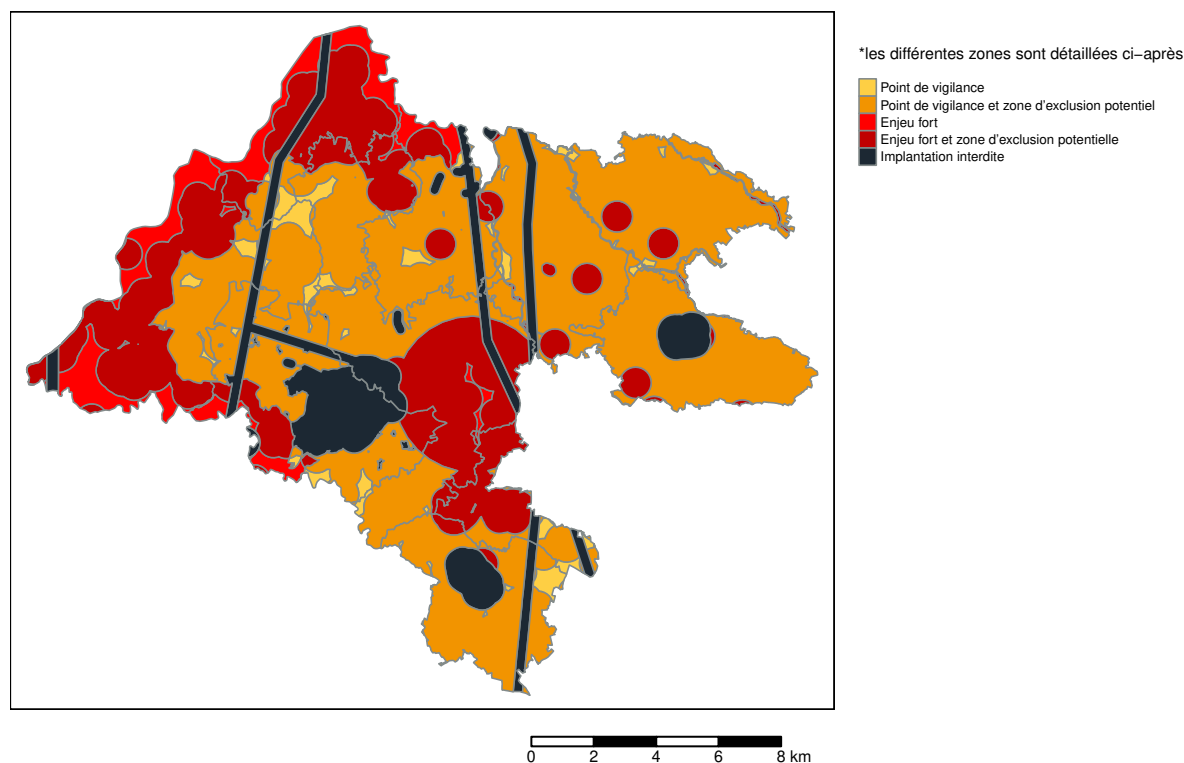 *les différentes zones sont détaillées ci−après
Point de vigilance
Point de vigilance et zone d'exclusion potentiel
Enjeu fort
Enjeu fort et zone d'exclusion potentielle
Implantation interdite
0 2 4 6 8 km